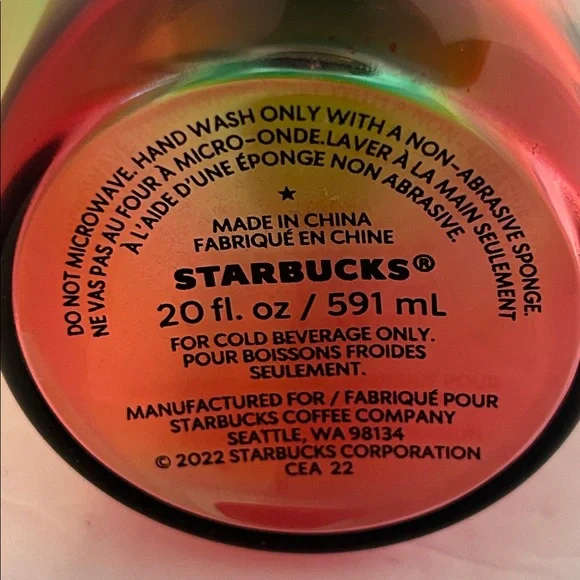 DO NOT MICROWAVE. HAND WASH ONLY WITH A NON-ABRASIVE SPONGE.
NE VAS PAS AU FOUR À MICRO-ONDE.LAVER À LA MAIN SEULEMENT
À L'AIDE D'UNE ÉPONGE NON ABRASIVE.
★
MADE IN CHINA
FABRIQUÉ EN CHINE
STARBUCKS®
20 fl. oz / 591 mL
FOR COLD BEVERAGE ONLY.
POUR BOISSONS FROIDES
SEULEMENT.
MANUFACTURED FOR / FABRIQUÉ POUR
STARBUCKS COFFEE COMPANY
SEATTLE, WA 98134
© 2022 STARBUCKS CORPORATION
CEA 22